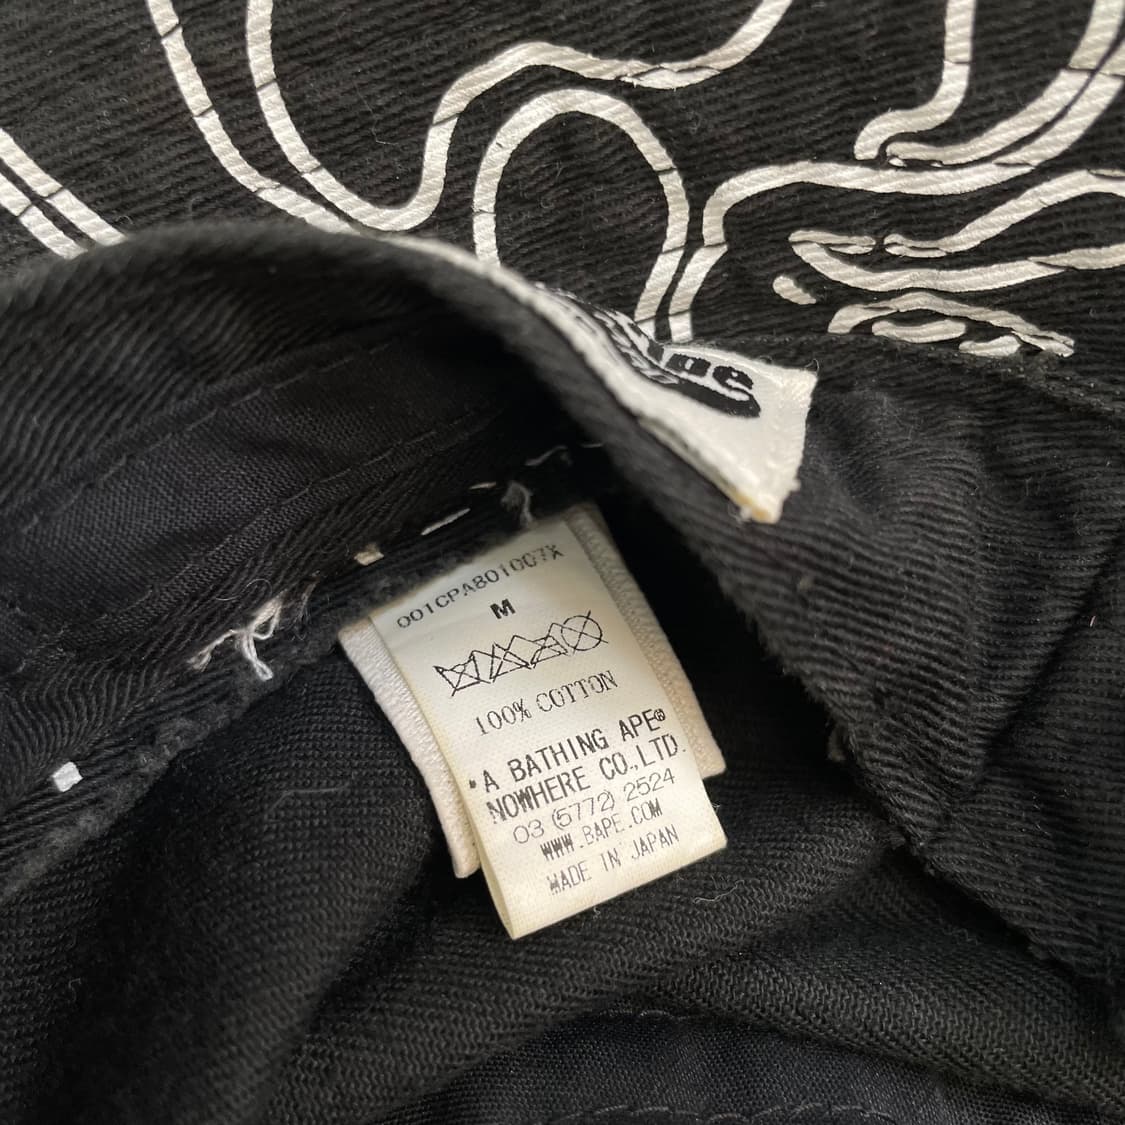 001CPA801007X
M
100% COTTON
•A BATHING APE®
NOWHERE CO.,LTD.
03 (5772) 2524
WWW.BAPE.COM
MADE IN JAPAN